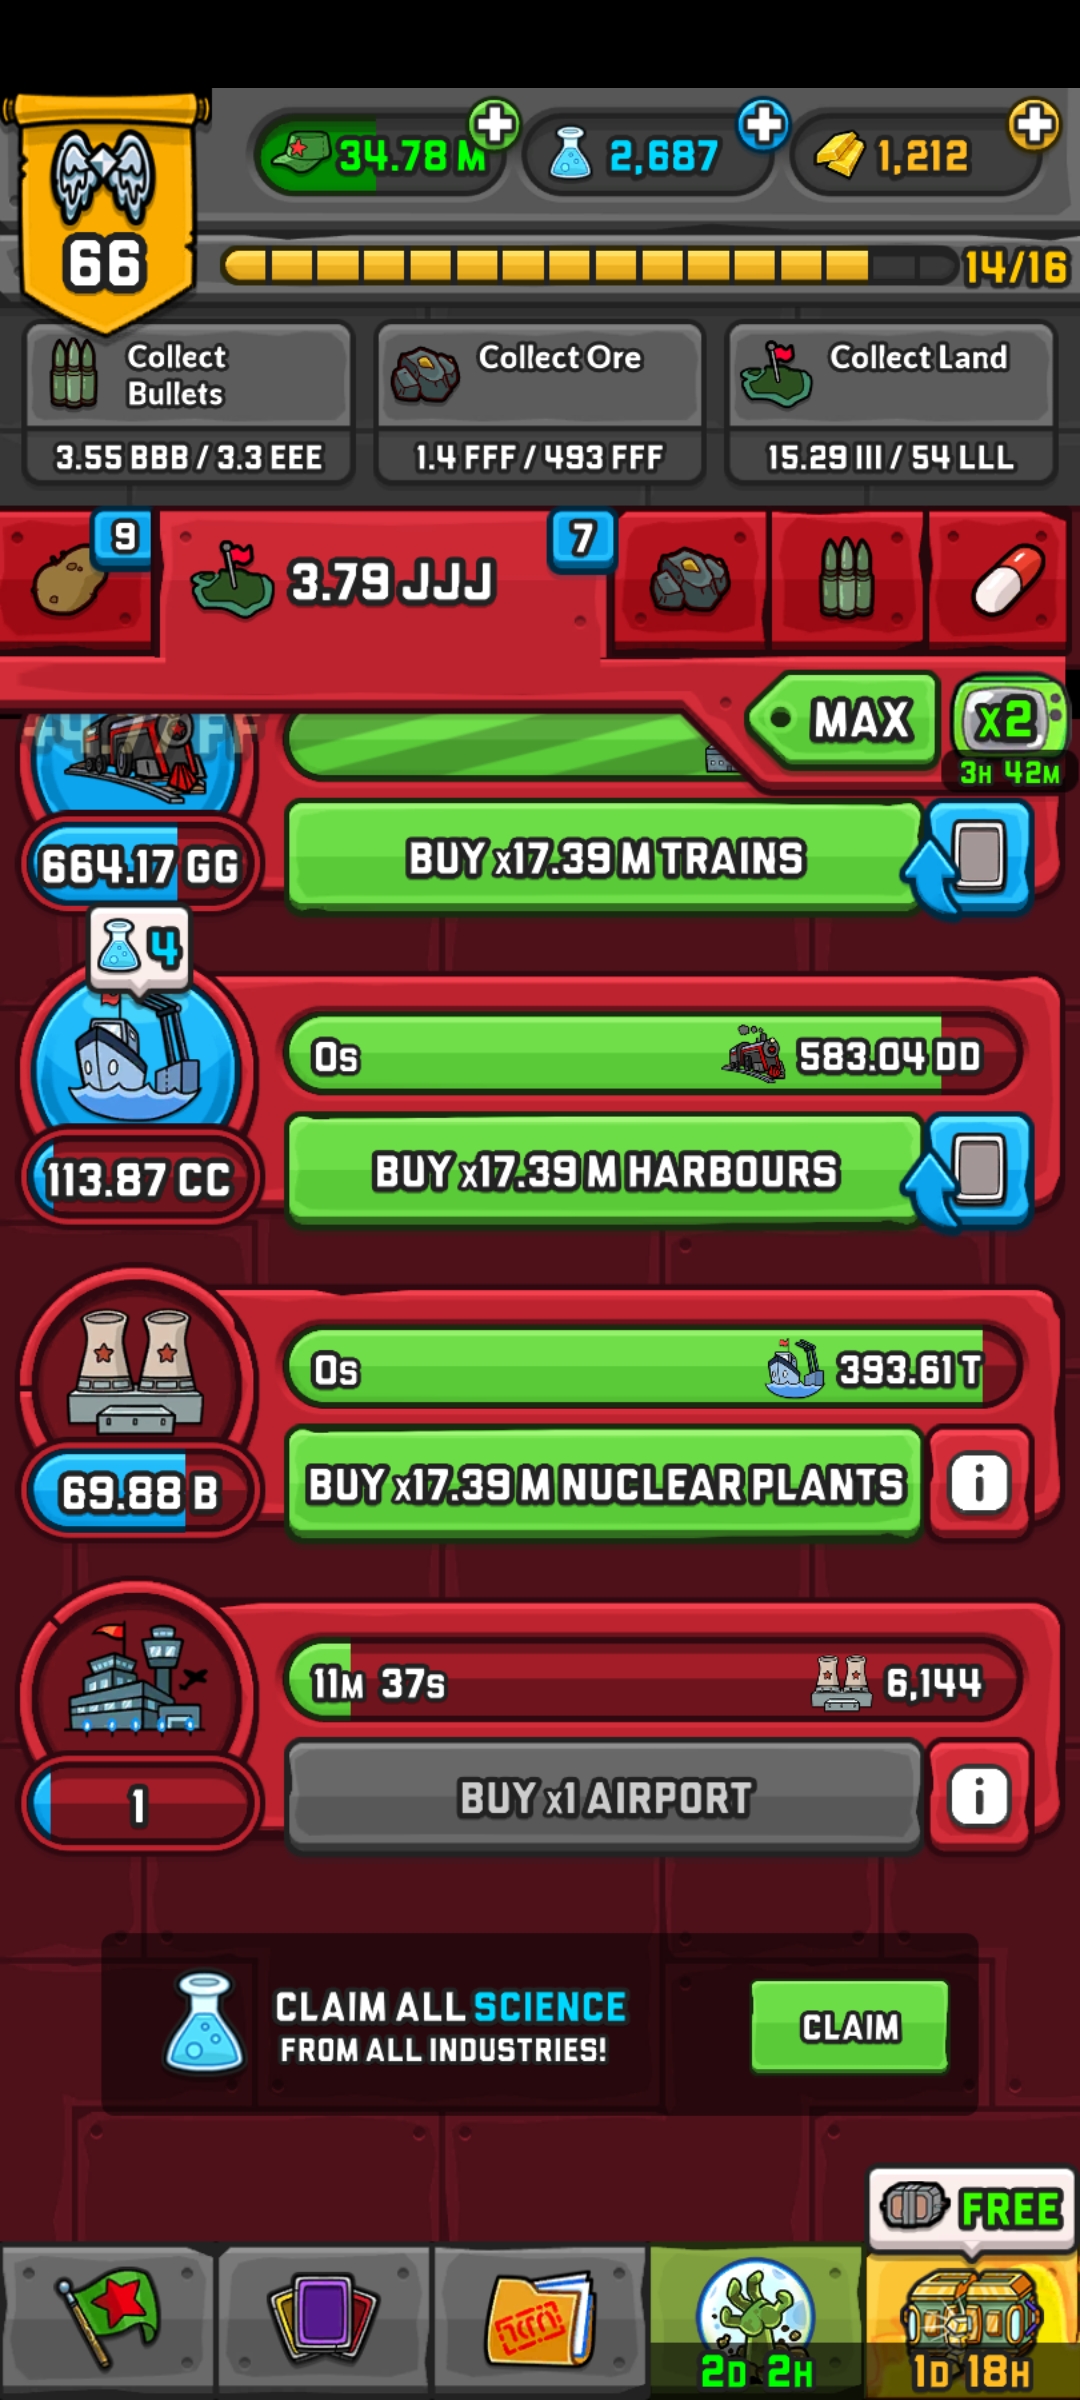 34.78 M
2,687
1,212
66
14/16
Collect
Bullets
3.55 BBB / 3.3 EEE
Collect Ore
1.4 FFF / 493 FFF
Collect Land
15.29 III / 54 LLL
9
3.79 JJJ
7
MAX
x2
3H 42M
664.17 GG
BUY x17.39 M TRAINS
4
0s
583.04 DD
113.87 CC
BUY x17.39 M HARBOURS
0s
393.61 T
69.88 B
BUY x17.39 M NUCLEAR PLANTS
i
11M 37s
6,144
1
BUY x1 AIRPORT
i
CLAIM ALL SCIENCE
FROM ALL INDUSTRIES!
CLAIM
FREE
2D 2H
1D 18H